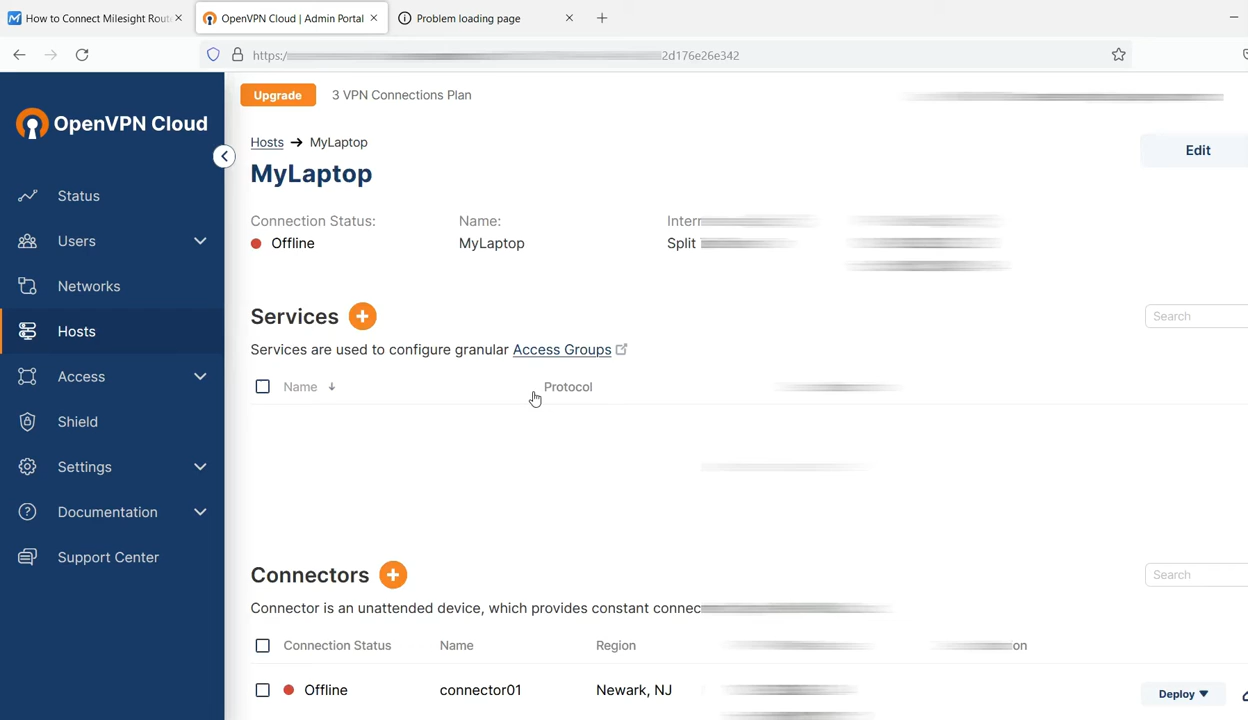 How to Connect Milesight Rout
OpenVPN Cloud | Admin Portal
Problem loading page
https:/ 2d176e26e342
OpenVPN Cloud
Status
Users
Networks
Hosts
Access
Shield
Settings
Documentation
Support Center
Upgrade 3 VPN Connections Plan
Hosts → MyLaptop
MyLaptop
Edit
Connection Status: Name: Intern
Offline MyLaptop Split
Services
Search
Services are used to configure granular Access Groups
Name ↓ Protocol
Connectors
Search
Connector is an unattended device, which provides constant connec
Connection Status Name Region on
Offline connector01 Newark, NJ Deploy